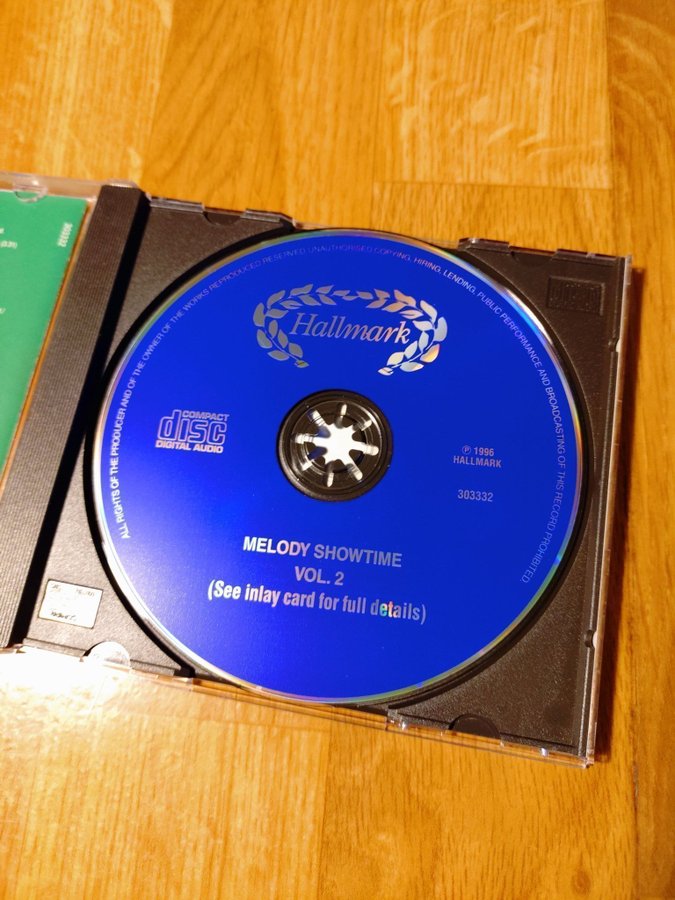 303332
ALL RIGHTS OF THE PRODUCER AND OF THE OWNER OF THE WORKS REPRODUCED RESERVED UNAUTHORISED COPYING, HIRING, LENDING, PUBLIC PERFORMANCE AND BROADCASTING OF THIS RECORD PROHIBITED
Hallmark
COMPACT
disc
DIGITAL AUDIO
℗ 1996
HALLMARK
303332
MELODY SHOWTIME
VOL. 2
(See inlay card for full details)